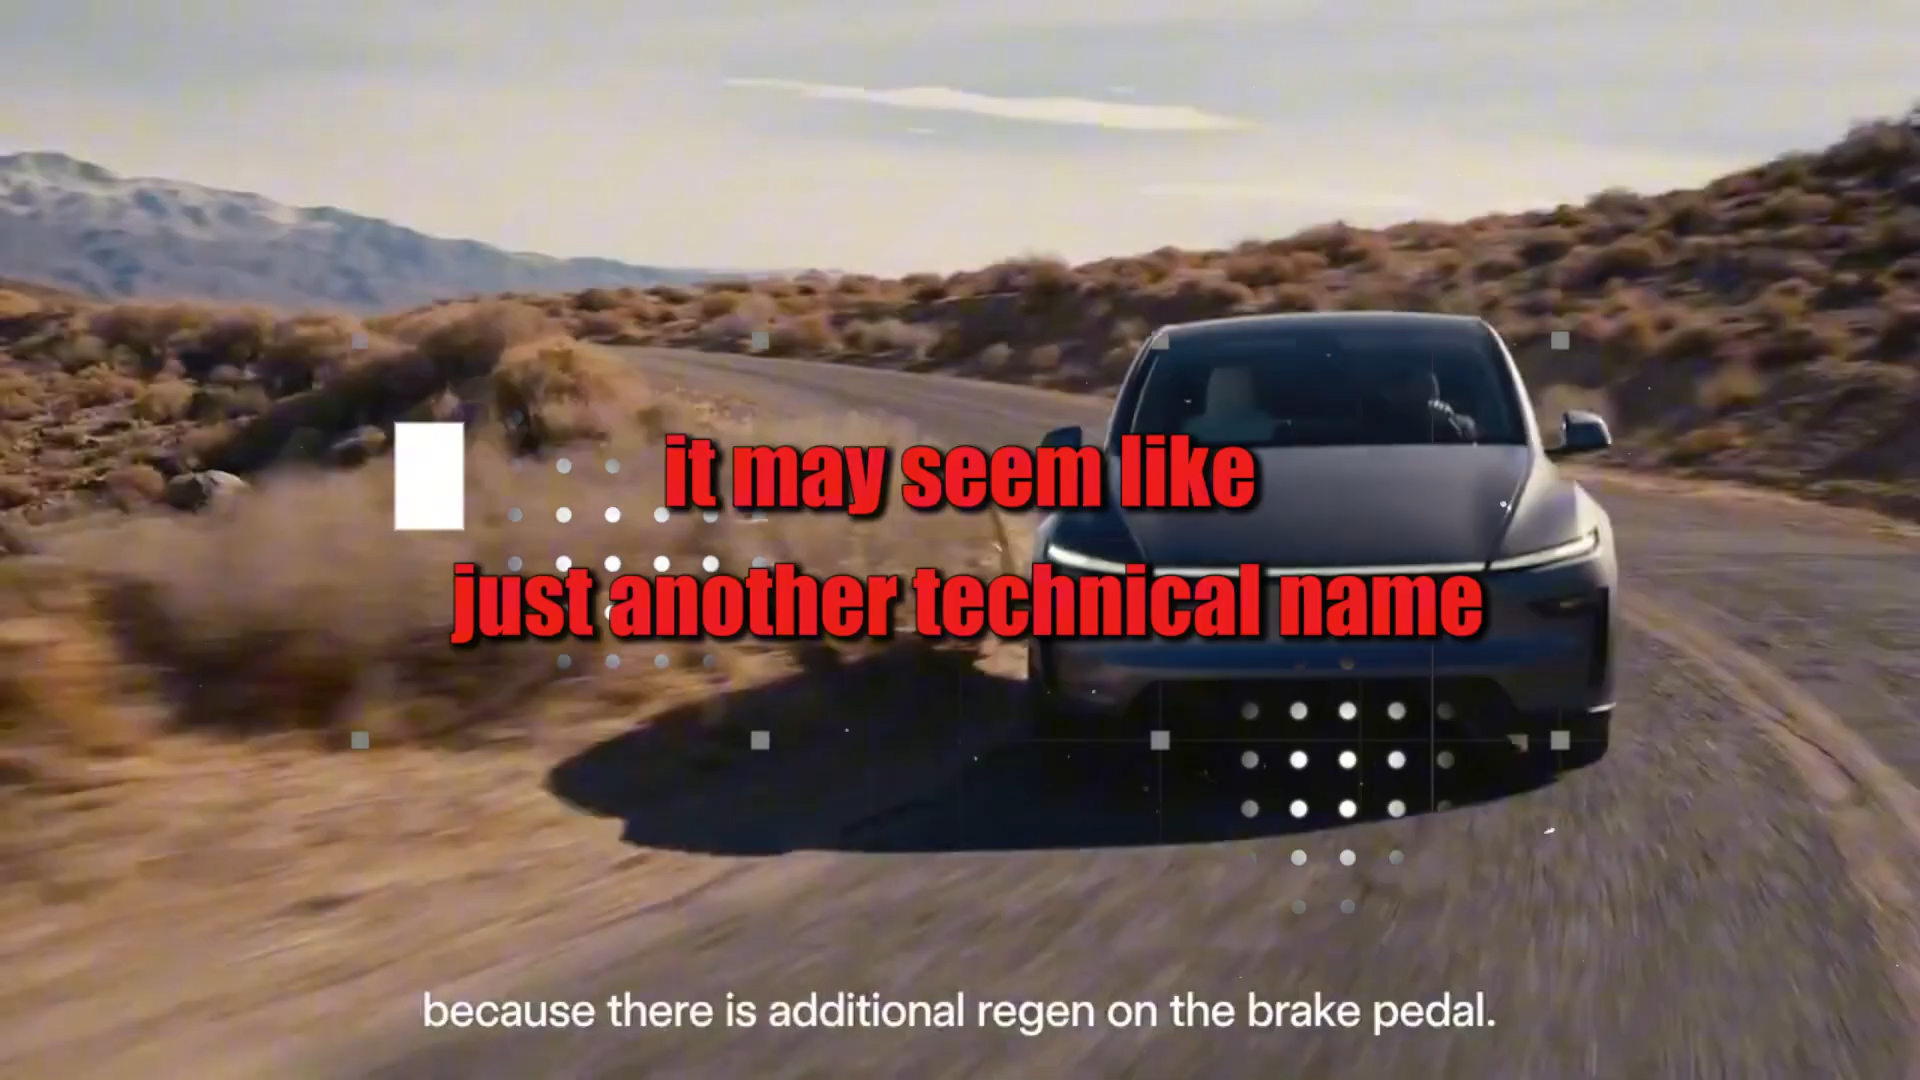 it may seem like
just another technical name
because there is additional regen on the brake pedal.